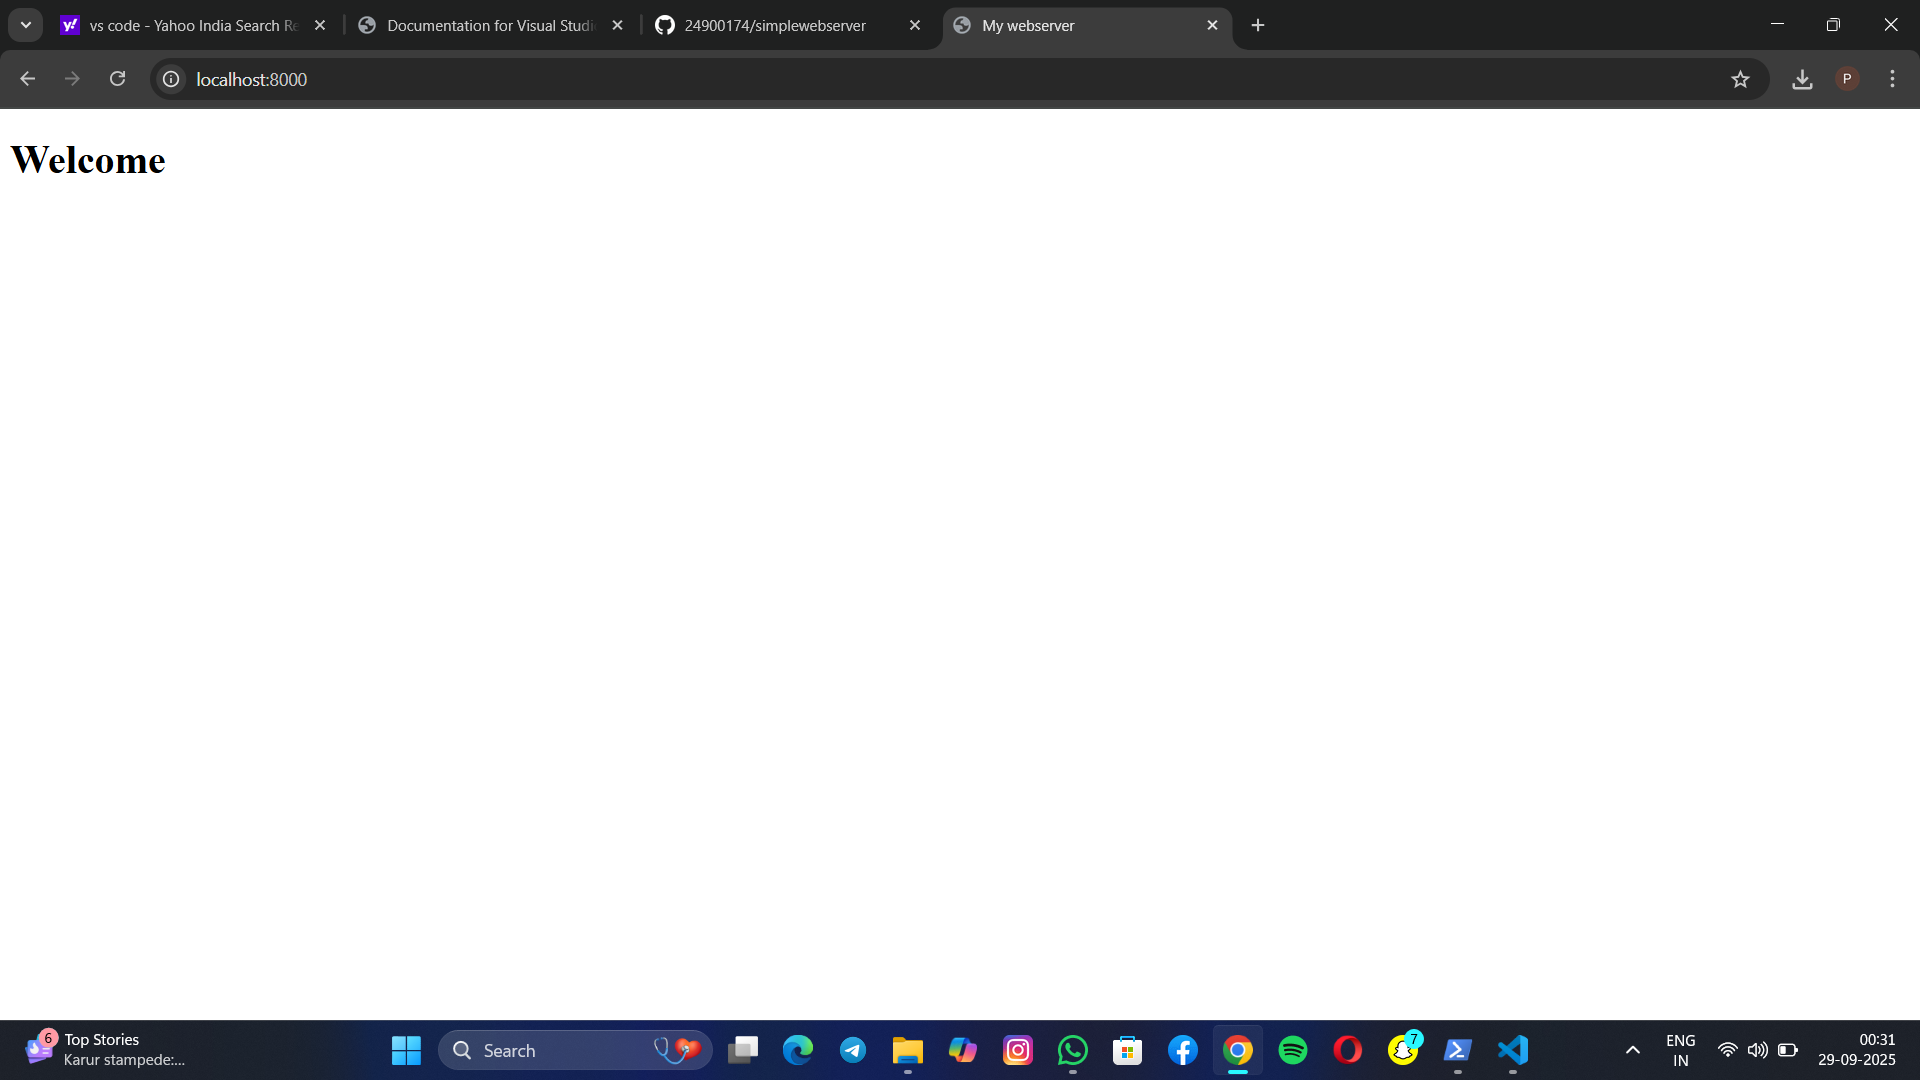 vs code - Yahoo India Search Re
Documentation for Visual Studi
24900174/simplewebserver
My webserver
localhost:8000
P
Welcome
6
Top Stories
Karur stampede:...
Search
7
ENG
IN
00:31
29-09-2025